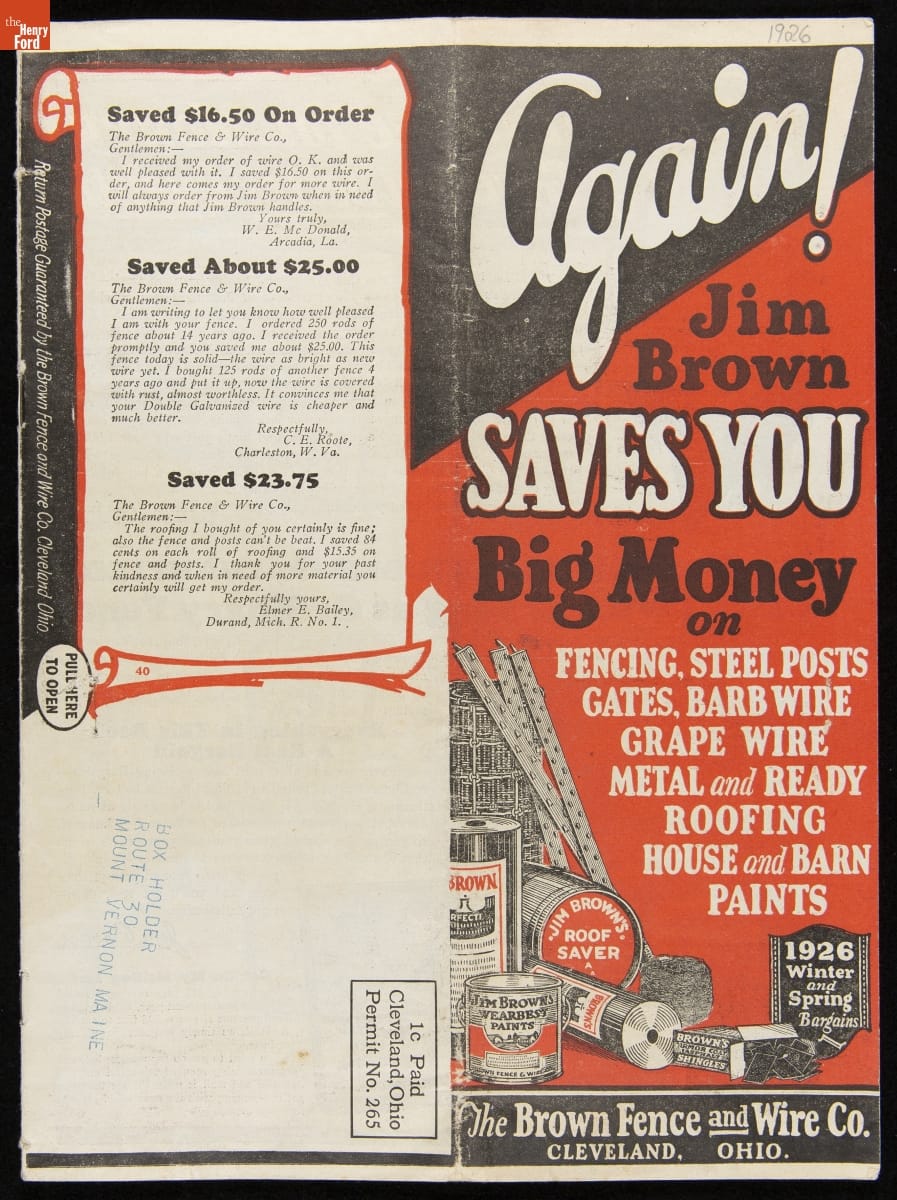 the
Henry
Ford
1926
Saved $16.50 On Order
The Brown Fence & Wire Co.,
Gentlemen:—
I received my order of wire O. K. and was
well pleased with it. I saved $16.50 on this or-
der, and here comes my order for more wire. I
will always order from Jim Brown when in need
of anything that Jim Brown handles.
Yours truly,
W. E. Mc Donald,
Arcadia, La.
Saved About $25.00
The Brown Fence & Wire Co.,
Gentlemen:—
I am writing to let you know how well pleased
I am with your fence. I ordered 250 rods of
fence about 14 years ago. I received the order
promptly and you saved me about $25.00. This
fence today is solid—the wire as bright as new
wire yet. I bought 125 rods of another fence 4
years ago and put it up, now the wire is covered
with rust, almost worthless. It convinces me that
your Double Galvanized wire is cheaper and
much better.
Respectfully,
C. E. Roote,
Charleston, W. Va.
Saved $23.75
The Brown Fence & Wire Co.,
Gentlemen:—
The roofing I bought of you certainly is fine;
also the fence and posts can't be beat. I saved 84
cents on each roll of roofing and $15.35 on
fence and posts. I thank you for your past
kindness and when in need of more material you
certainly will get my order.
Respectfully yours,
Elmer E. Bailey,
Durand, Mich. R. No. 1.
40
Return Postage Guaranteed by the Brown Fence and Wire Co. Cleveland Ohio.
PULL HERE
TO OPEN
BOX HOLDER
ROUTE 30
MOUNT VERNON MAINE
1c Paid
Cleveland, Ohio
Permit No. 265
Again!
Jim
Brown
SAVES YOU
Big Money
on
FENCING, STEEL POSTS
GATES, BARB WIRE
GRAPE WIRE
METAL and READY
ROOFING
HOUSE and BARN
PAINTS
BROWN
JIM BROWN'S
ROOF
SAVER
JIM BROWN'S
WEARBEST
PAINTS
BROWN FENCE & WIRE
BROWN'S
BROWN'S
SHINGLES
1926
Winter
and
Spring
Bargains
The Brown Fence and Wire Co.
CLEVELAND, OHIO.